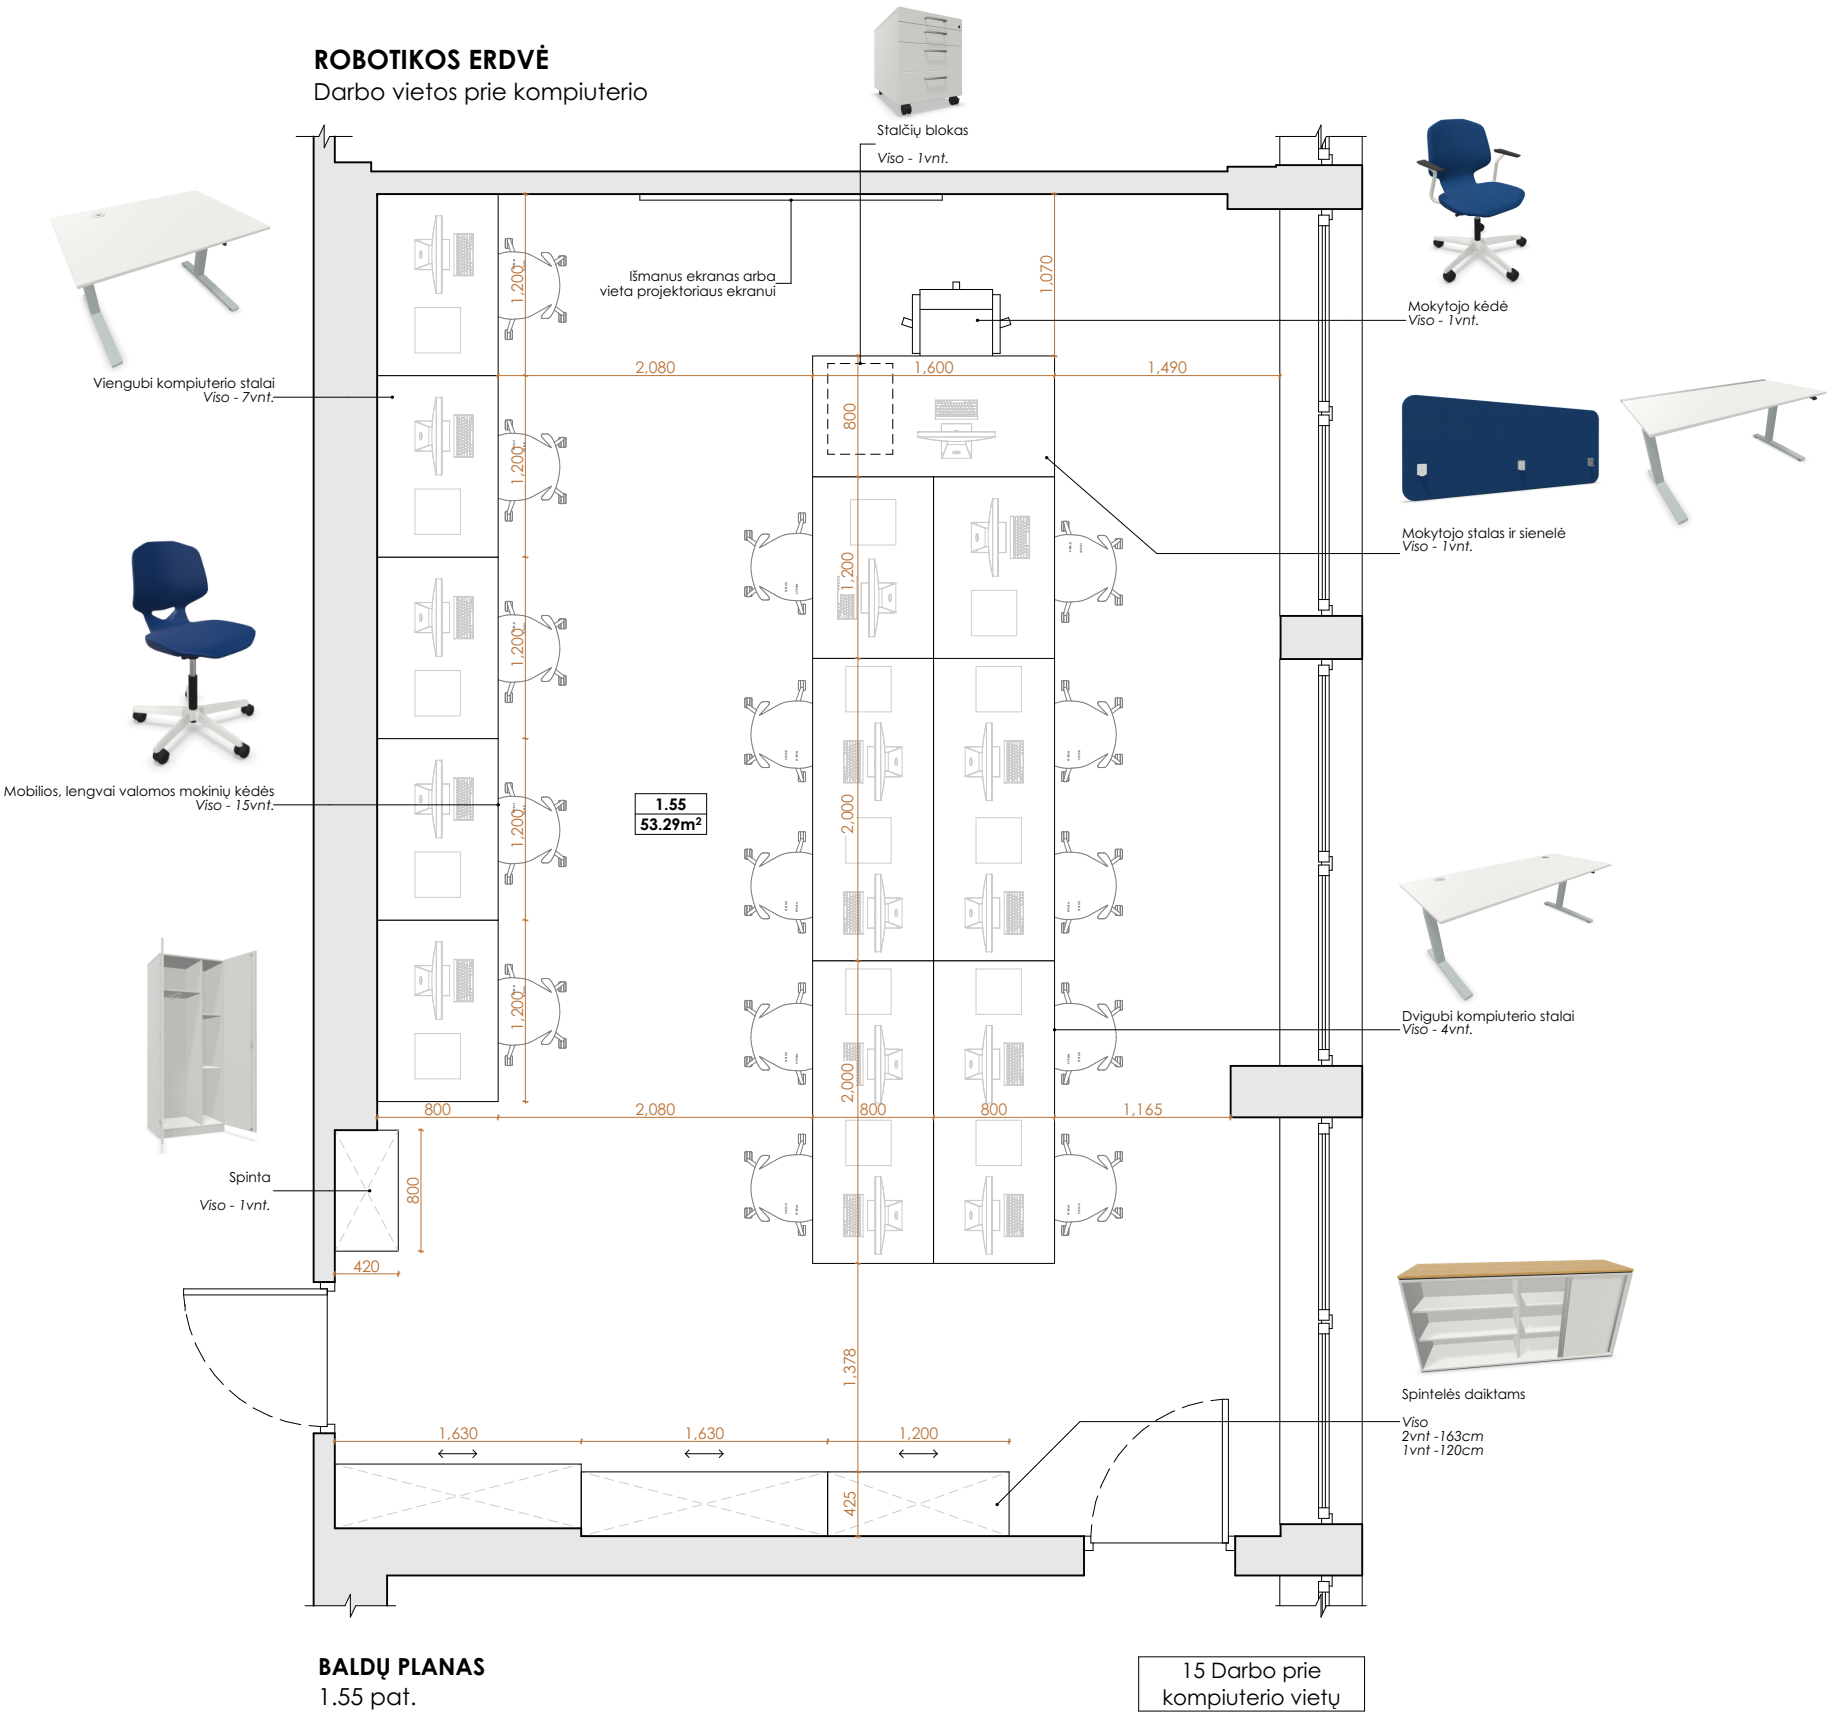 ROBOTIKOS ERDVĖ
Darbo vietos prie kompiuterio
Stalčių blokas
Viso - 1vnt.
Išmanus ekranas arba
vieta projektoriaus ekranui
Mokytojo kėdė
Viso - 1vnt.
Viengubi kompiuterio stalai
Viso - 7vnt.
Mokytojo stalas ir sienelė
Viso - 1vnt.
Mobilios, lengvai valomos mokinių kėdės
Viso - 15vnt.
Dvigubi kompiuterio stalai
Viso - 4vnt.
Spinta
Viso - 1vnt.
Spintelės daiktams
Viso
2vnt -163cm
1vnt -120cm
1.55
53.29m²
1,200
1,200
1,200
1,200
1,200
1,070
2,080
1,600
1,490
800
1,200
2,000
2,000
800
2,080
800
800
1,165
800
420
1,378
1,630
1,630
1,200
425
BALDŲ PLANAS
1.55 pat.
15 Darbo prie
kompiuterio vietų